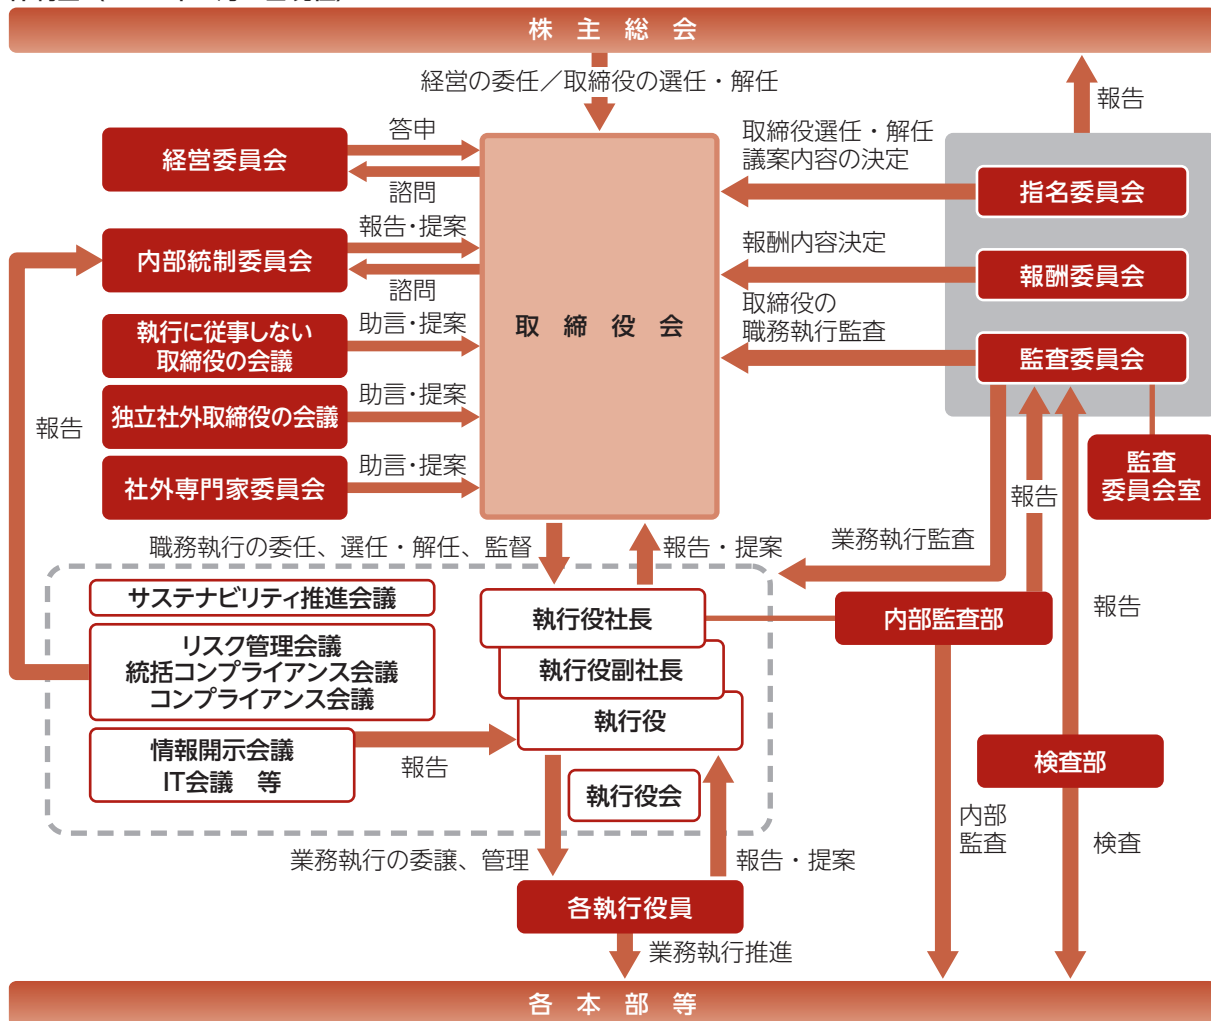 株主総会
経営の委任／取締役の選任・解任
報告
経営委員会
答申
諮問
取締役選任・解任
議案内容の決定
指名委員会
内部統制委員会
報告・提案
諮問
報酬内容決定
報酬委員会
執行に従事しない
取締役の会議
助言・提案
取締役会
取締役の
職務執行監査
監査委員会
独立社外取締役の会議
助言・提案
報告
社外専門家委員会
助言・提案
監査
委員会室
報告
職務執行の委任、選任・解任、監督
報告・提案
業務執行監査
サステナビリティ推進会議
執行役社長
内部監査部
報告
リスク管理会議
統括コンプライアンス会議
コンプライアンス会議
執行役副社長
執行役
情報開示会議
IT会議　等
報告
執行役会
検査部
内部
監査
検査
業務執行の委譲、管理
報告・提案
各執行役員
業務執行推進
各本部等